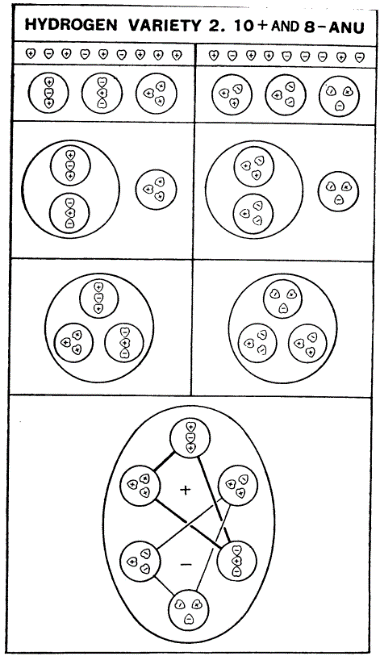 HYDROGEN VARIETY 2. 10+ AND 8- ANU
+
-